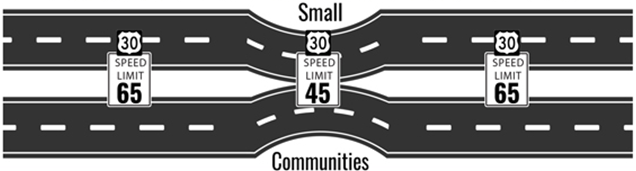 Small
30
SPEED
LIMIT
65
30
SPEED
LIMIT
45
30
SPEED
LIMIT
65
Communities